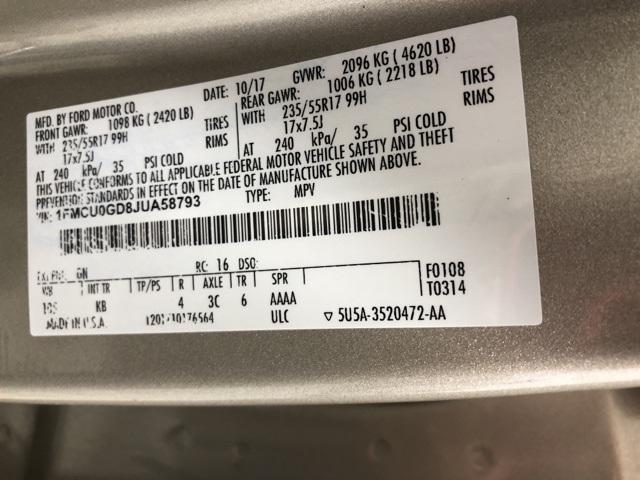 MFD. BY FORD MOTOR CO.
DATE: 10/17 GVWR: 2096 KG ( 4620 LB)
FRONT GAWR: 1098 KG ( 2420 LB) REAR GAWR: 1006 KG ( 2218 LB)
WITH 235/55R17 99H TIRES WITH 235/55R17 99H TIRES
17x7.5J RIMS 17x7.5J RIMS
AT 240 kPa/ 35 PSI COLD AT 240 kPa/ 35 PSI COLD
THIS VEHICLE CONFORMS TO ALL APPLICABLE FEDERAL MOTOR VEHICLE SAFETY AND THEFT
PREVENTION STANDARDS IN EFFECT ON THE DATE OF MANUFACTURE SHOWN ABOVE.
VIN: 1FMCU0GD8JUA58793 TYPE: MPV
EXT PNT: GN RC: 16 DSO: F0108
WB INT TR TP/PS R AXLE TR SPR T0314
KB 4 3C 6 AAAA
MADE IN U.S.A. ULC ▽ 5U5A-3520472-AA